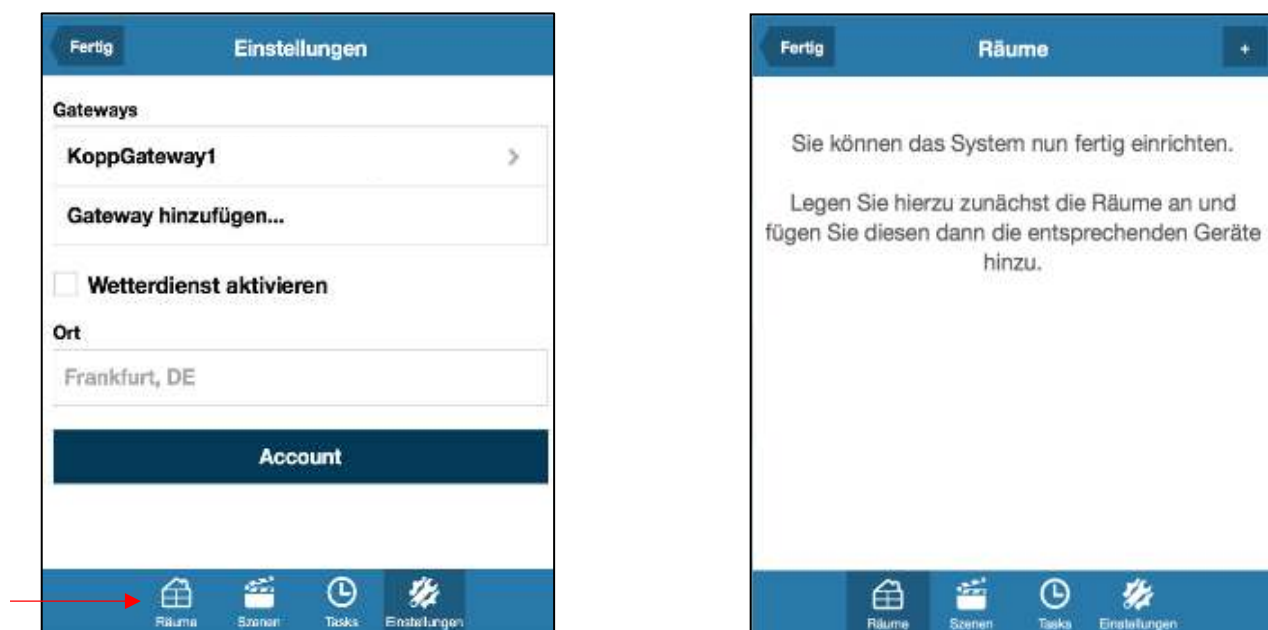 Fertig
Einstellungen
Gateways
KoppGateway1
Gateway hinzufügen...
Wetterdienst aktivieren
Ort
Frankfurt, DE
Account
Räume
Szenen
Tasks
Einstellungen
Fertig
Räume
+
Sie können das System nun fertig einrichten.
Legen Sie hierzu zunächst die Räume an und
fügen Sie diesen dann die entsprechenden Geräte
hinzu.
Räume
Szenen
Tasks
Einstellungen